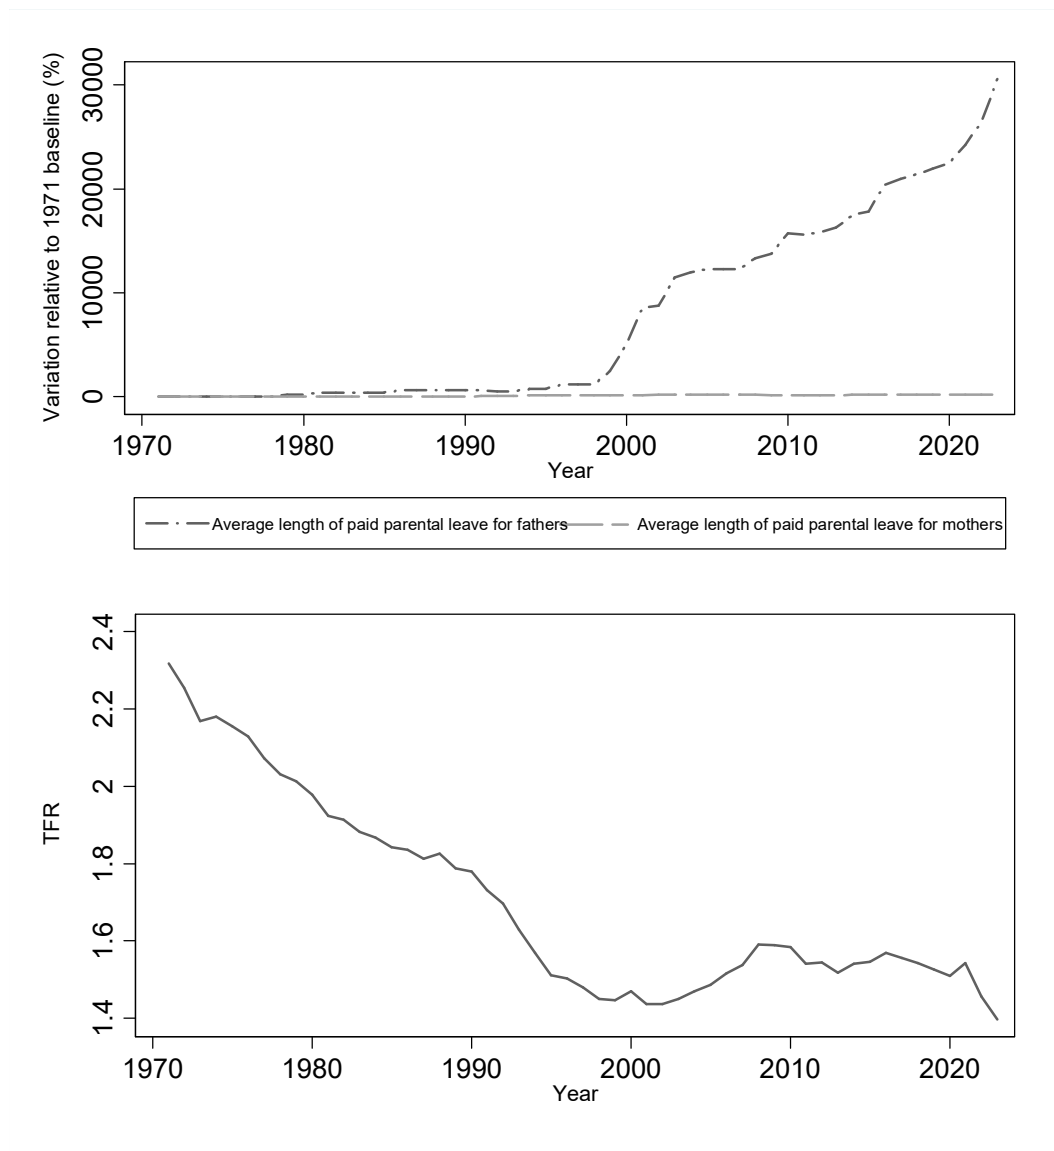 Variation relative to 1971 baseline (%)
30000
20000
10000
0
1970 1980 1990 2000 2010 2020
Year
Average length of paid parental leave for fathers Average length of paid parental leave for mothers
TFR
2.4
2.2
2
1.8
1.6
1.4
1970 1980 1990 2000 2010 2020
Year